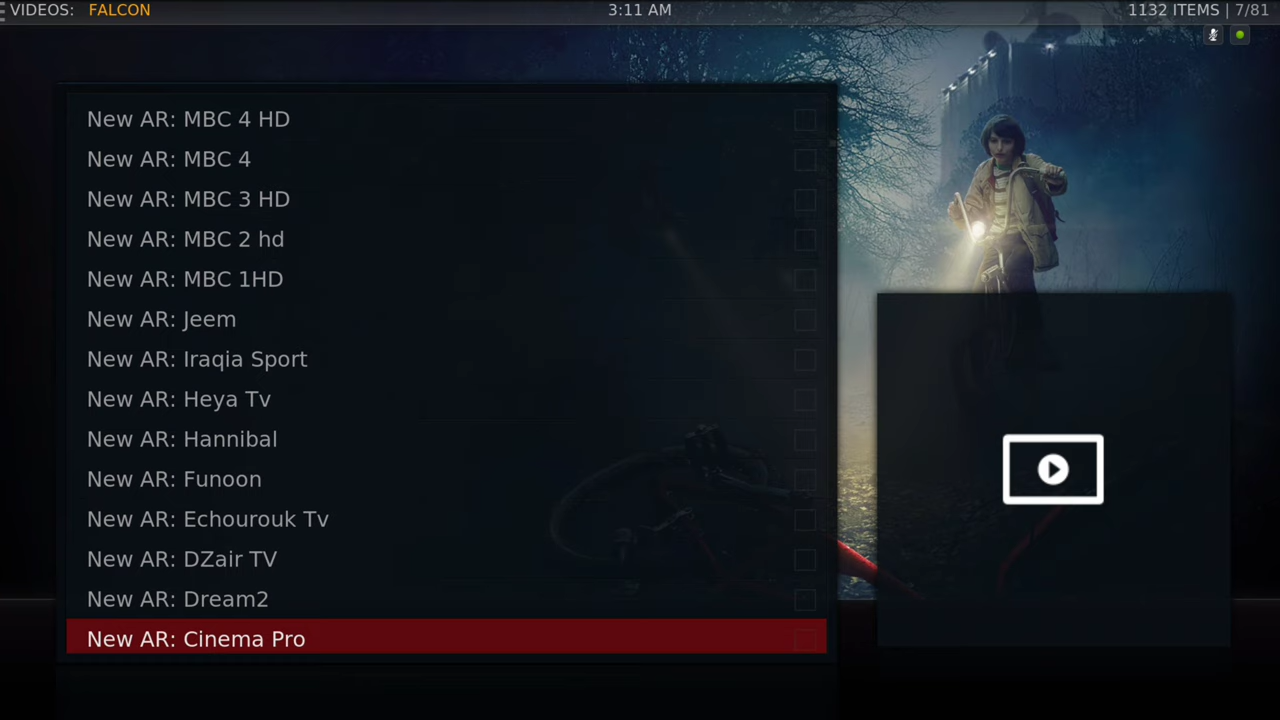 VIDEOS: FALCON
3:11 AM
1132 ITEMS | 7/81
New AR: MBC 4 HD
New AR: MBC 4
New AR: MBC 3 HD
New AR: MBC 2 hd
New AR: MBC 1HD
New AR: Jeem
New AR: Iraqia Sport
New AR: Heya Tv
New AR: Hannibal
New AR: Funoon
New AR: Echourouk Tv
New AR: DZair TV
New AR: Dream2
New AR: Cinema Pro